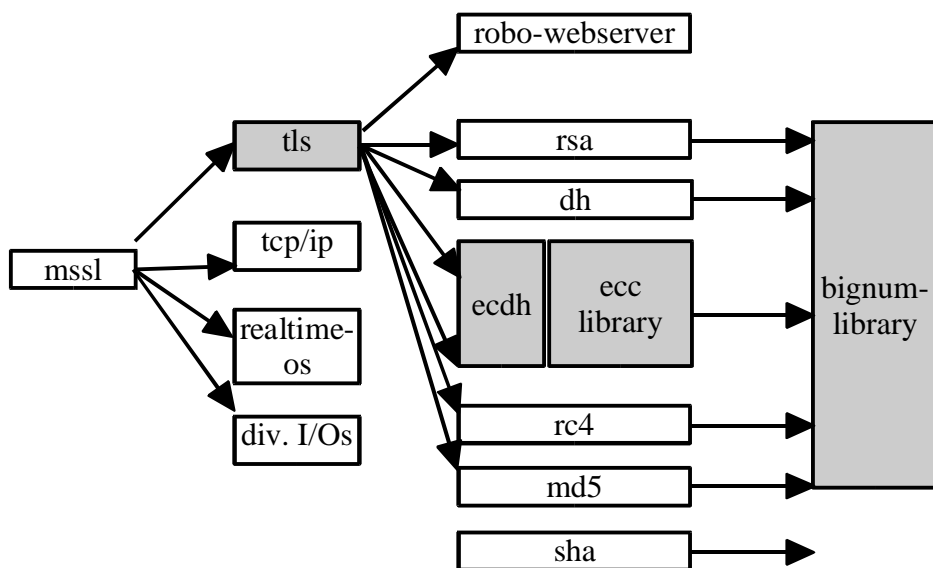 robo-webserver
tls
rsa
dh
tcp/ip
mssl
ecdh
ecc
library
bignum-
library
realtime-
os
div. I/Os
rc4
md5
sha